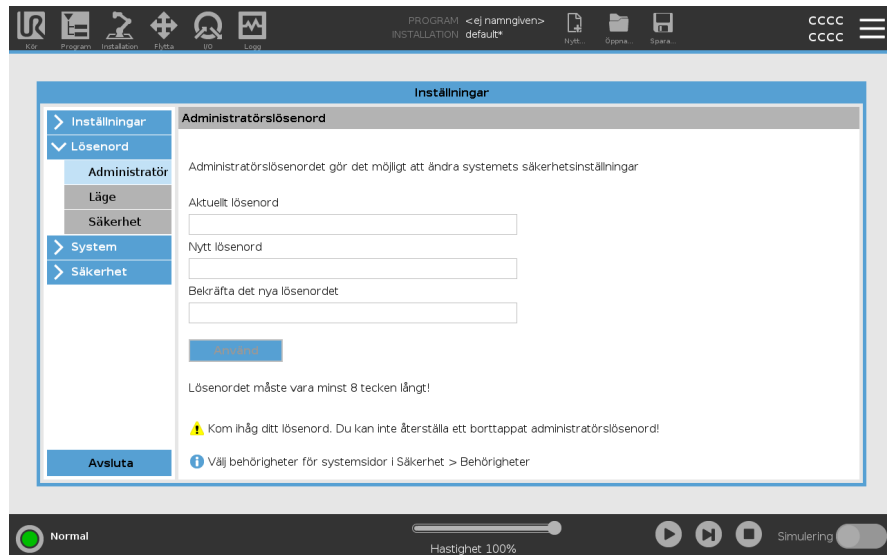 PROGRAM <ej namngiven>
INSTALLATION default*
Kör Program Installation Flytta I/O Logg
Nytt... Öppna... Spara...
CCCC
CCCC
Inställningar
Inställningar
Lösenord
Administratör
Läge
Säkerhet
System
Säkerhet
Avsluta
Administratörslösenord
Administratörslösenordet gör det möjligt att ändra systemets säkerhetsinställningar
Aktuellt lösenord
Nytt lösenord
Bekräfta det nya lösenordet
Använd
Lösenordet måste vara minst 8 tecken långt!
Kom ihåg ditt lösenord. Du kan inte återställa ett borttappat administratörslösenord!
Välj behörigheter för systemsidor i Säkerhet > Behörigheter
Normal
Hastighet 100%
Simulering